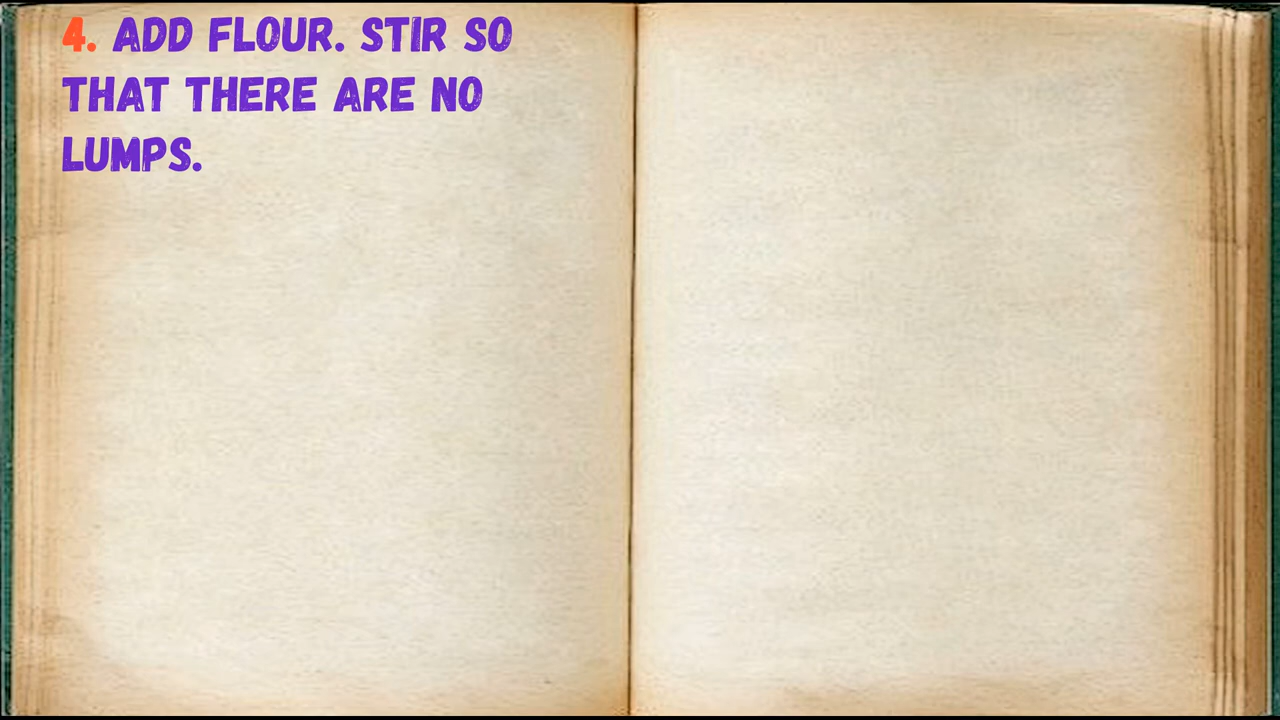 4. ADD FLOUR. STIR SO
THAT THERE ARE NO
LUMPS.